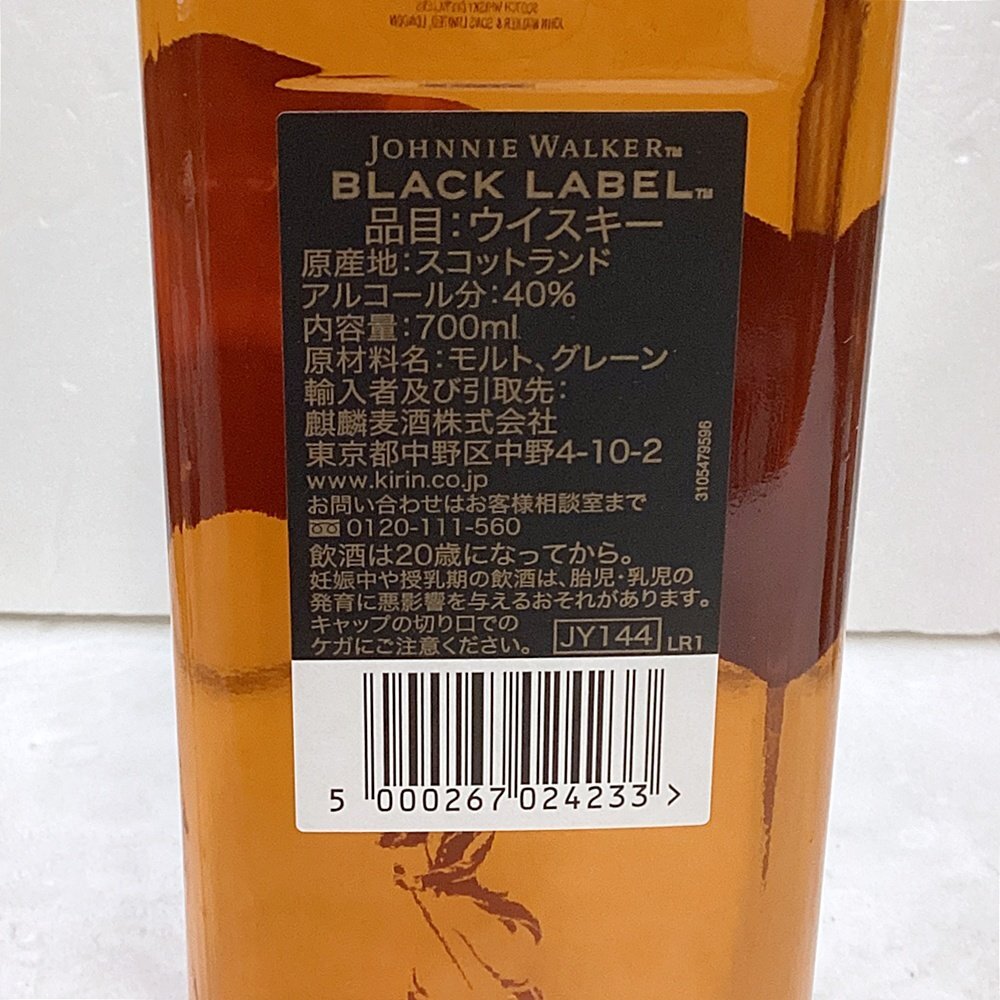 SCOTCH WHISKY DISTILLERS
JOHN WALKER & SONS LIMITED, LONDON
JOHNNIE WALKER™
BLACK LABEL™
品目:ウイスキー
原産地:スコットランド
アルコール分:40%
内容量:700ml
原材料名:モルト、グレーン
輸入者及び引取先:
麒麟麦酒株式会社
東京都中野区中野4-10-2
www.kirin.co.jp
お問い合わせはお客様相談室まで
0120-111-560
飲酒は20歳になってから。
妊娠中や授乳期の飲酒は、胎児・乳児の
発育に悪影響を与えるおそれがあります。
キャップの切り口での
ケガにご注意ください。 JY144 LR1
3105479596
5 000267 024233 >